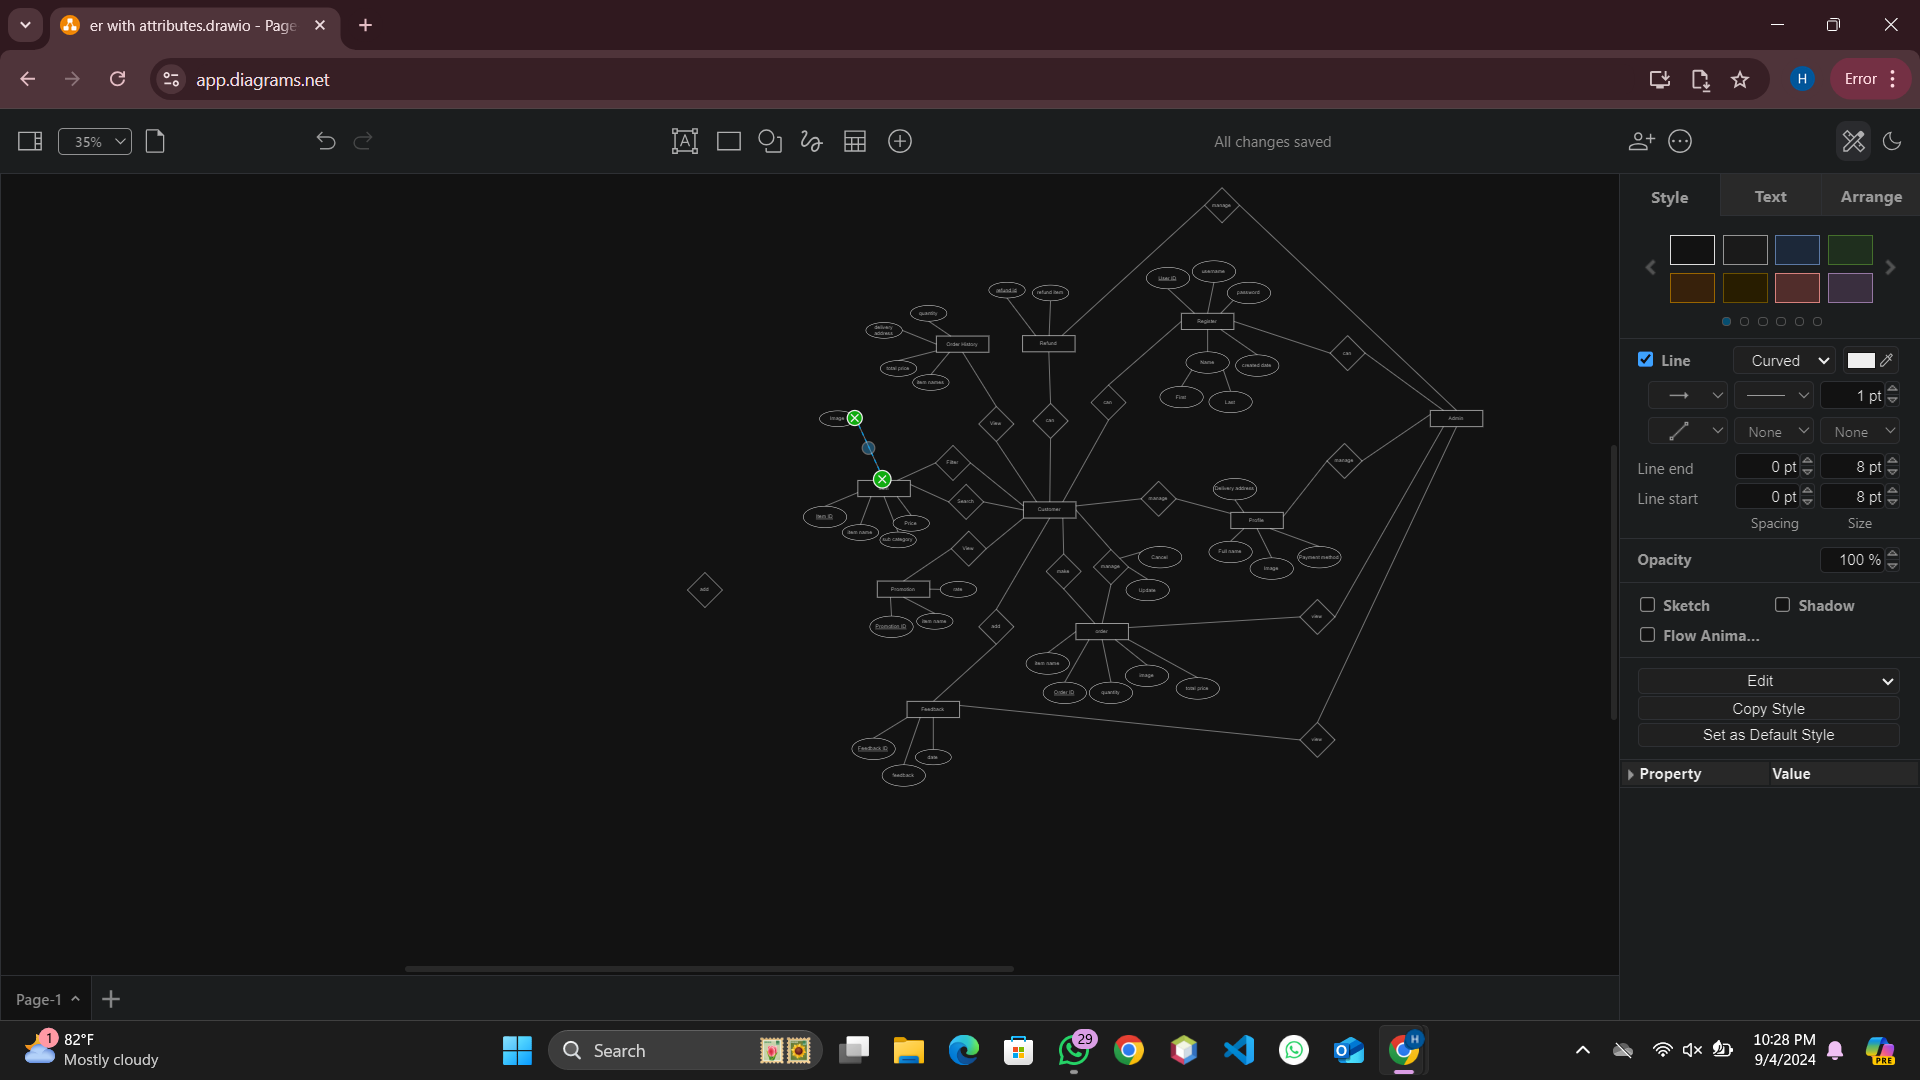 er with attributes.drawio - Page
app.diagrams.net
H
Error
35%
All changes saved
Style
Text
Arrange
Line
Curved
1 pt
None
None
Line end
0 pt
8 pt
Line start
0 pt
8 pt
Spacing
Size
Opacity
100 %
Sketch
Shadow
Flow Anima...
Edit
Copy Style
Set as Default Style
Property
Value
manage
User ID
username
password
Register
Name
created date
First
Last
can
refund id
refund item
Refund
can
can
quantity
delivery
address
Order History
total price
item names
View
Admin
image
Filter
Search
Item ID
item name
Price
sub category
Customer
manage
manage
Delivery address
Profile
Full name
image
Payment method
View
Promotion
rate
Promotion ID
item name
add
add
make
manage
Cancel
Update
order
item name
Order ID
quantity
image
total price
view
Feedback
Feedback ID
date
feedback
view
Page-1
1
82°F
Mostly cloudy
Search
29
H
10:28 PM
9/4/2024
PRE